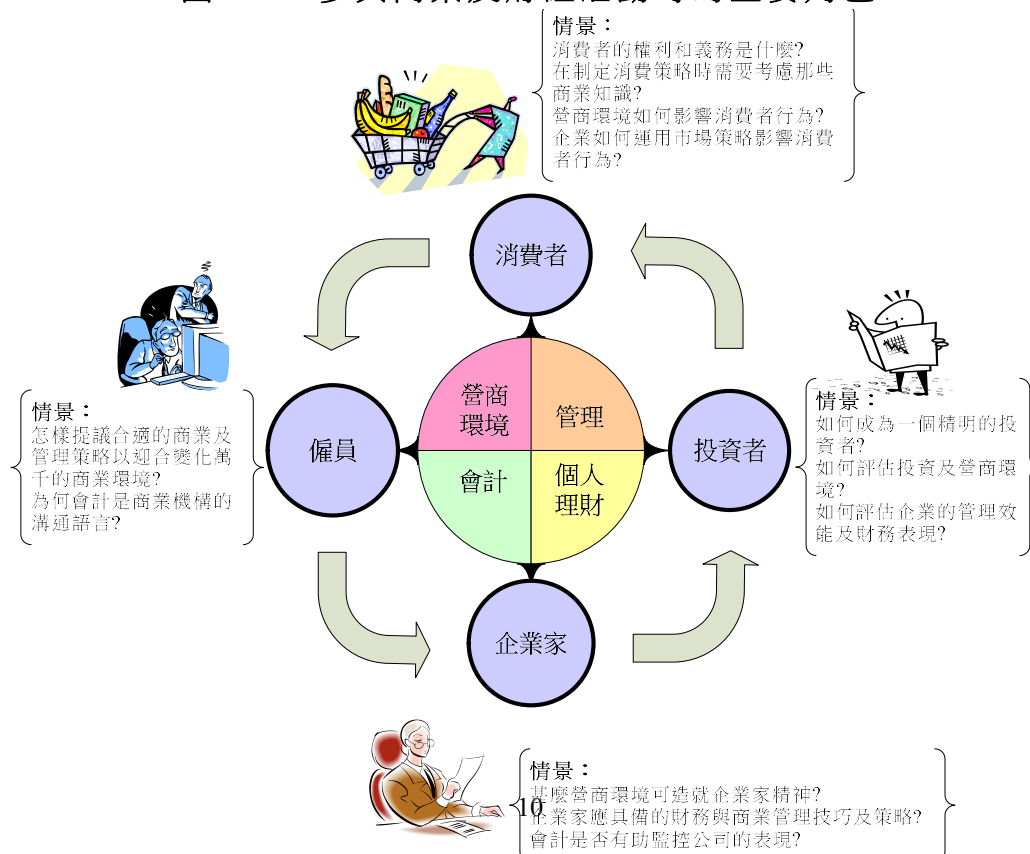 情景：
消費者的權利和義務是什麼?
在制定消費策略時需要考慮那些
商業知識?
營商環境如何影響消費者行為?
企業如何運用市場策略影響消費
者行為?
消費者
情景：
怎樣提議合適的商業及
管理策略以迎合變化萬
千的商業環境?
為何會計是商業機構的
溝通語言?
僱員
營商
環境
管理
會計
個人
理財
投資者
情景：
如何成為一個精明的投
資者?
如何評估投資及營商環
境?
如何評估企業的管理效
能及財務表現?
企業家
情景：
甚麼營商環境可造就企業家精神?
10
企業家應具備的財務與商業管理技巧及策略?
會計是否有助監控公司的表現?